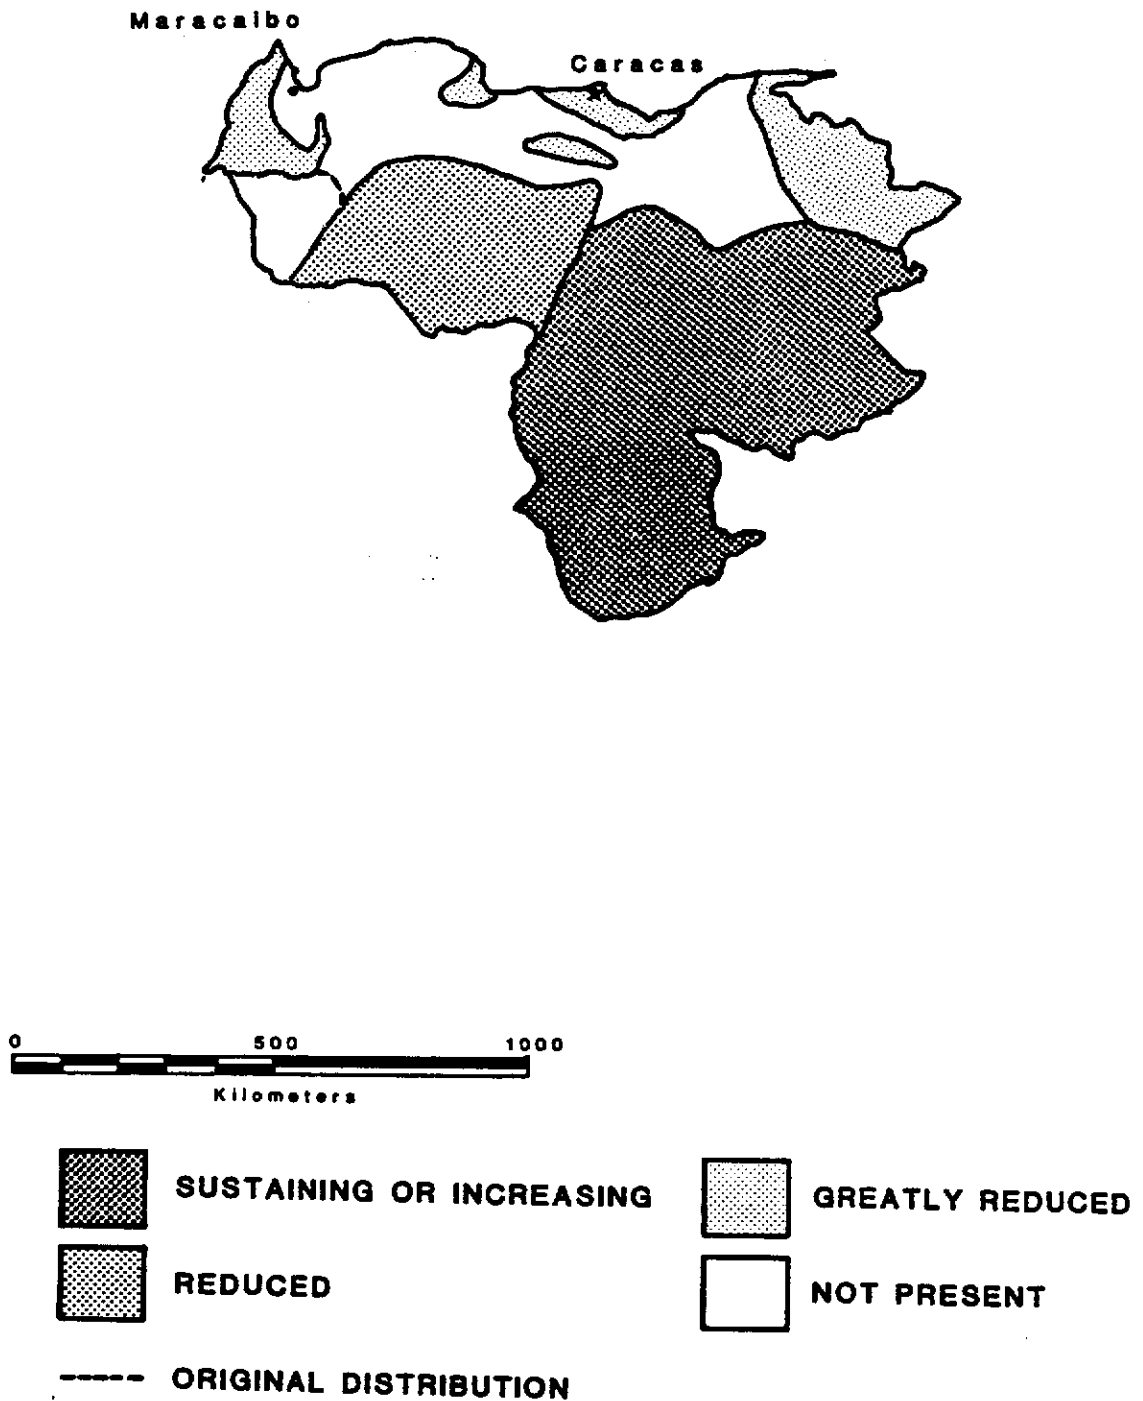 Maracaibo
Caracas
0 500 1000
Kilometers
SUSTAINING OR INCREASING
GREATLY REDUCED
REDUCED
NOT PRESENT
ORIGINAL DISTRIBUTION